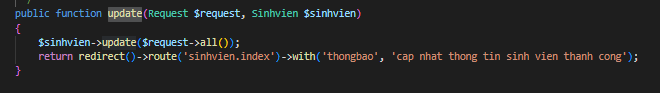 public function update(Request $request, Sinhvien $sinhvien)
{
$sinhvien->update($request->all());
return redirect()->route('sinhvien.index')->with('thongbao', 'cap nhat thong tin sinh vien thanh cong');
}